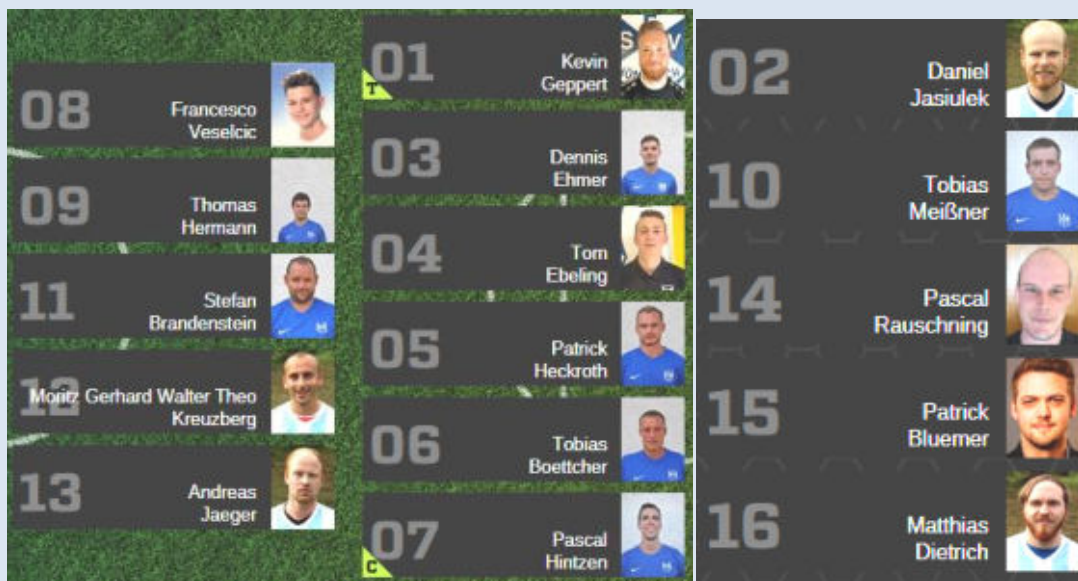 08
Francesco
Veselcic
09
Thomas
Hermann
11
Stefan
Brandenstein
12
Moritz Gerhard Walter Theo
Kreuzberg
13
Andreas
Jaeger
01
T
Kevin
Geppert
03
Dennis
Ehmer
04
Tom
Ebeling
05
Patrick
Heckroth
06
Tobias
Boettcher
07
C
Pascal
Hintzen
02
Daniel
Jasiulek
10
Tobias
Meißner
14
Pascal
Rauschning
15
Patrick
Bluemer
16
Matthias
Dietrich